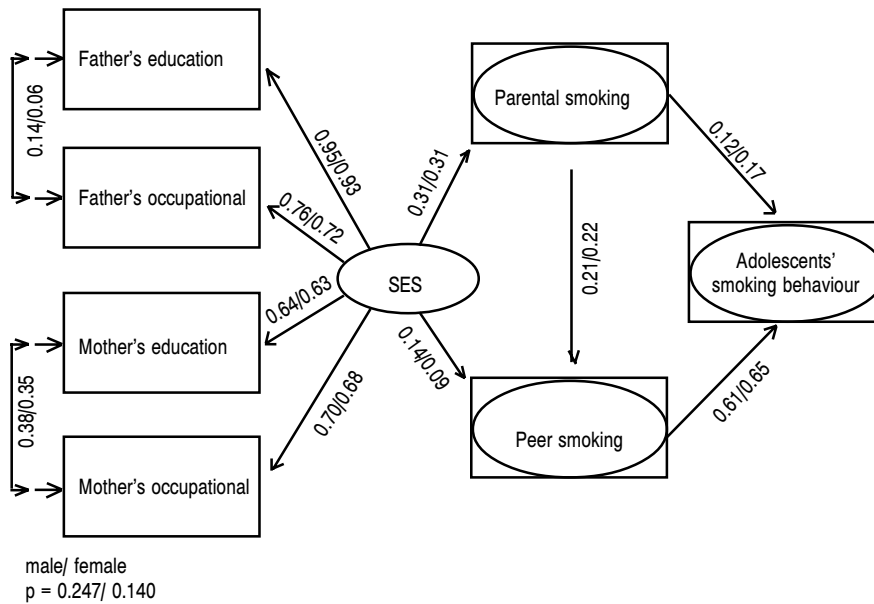 Father's education
0.14/0.06
Father's occupational
Mother's education
0.38/0.35
Mother's occupational
0.95/0.93
0.76/0.72
0.64/0.63
0.70/0.68
SES
0.31/0.31
0.14/0.09
Parental smoking
0.21/0.22
Peer smoking
0.12/0.17
0.61/0.65
Adolescents'
smoking behaviour
male/ female
p = 0.247/ 0.140